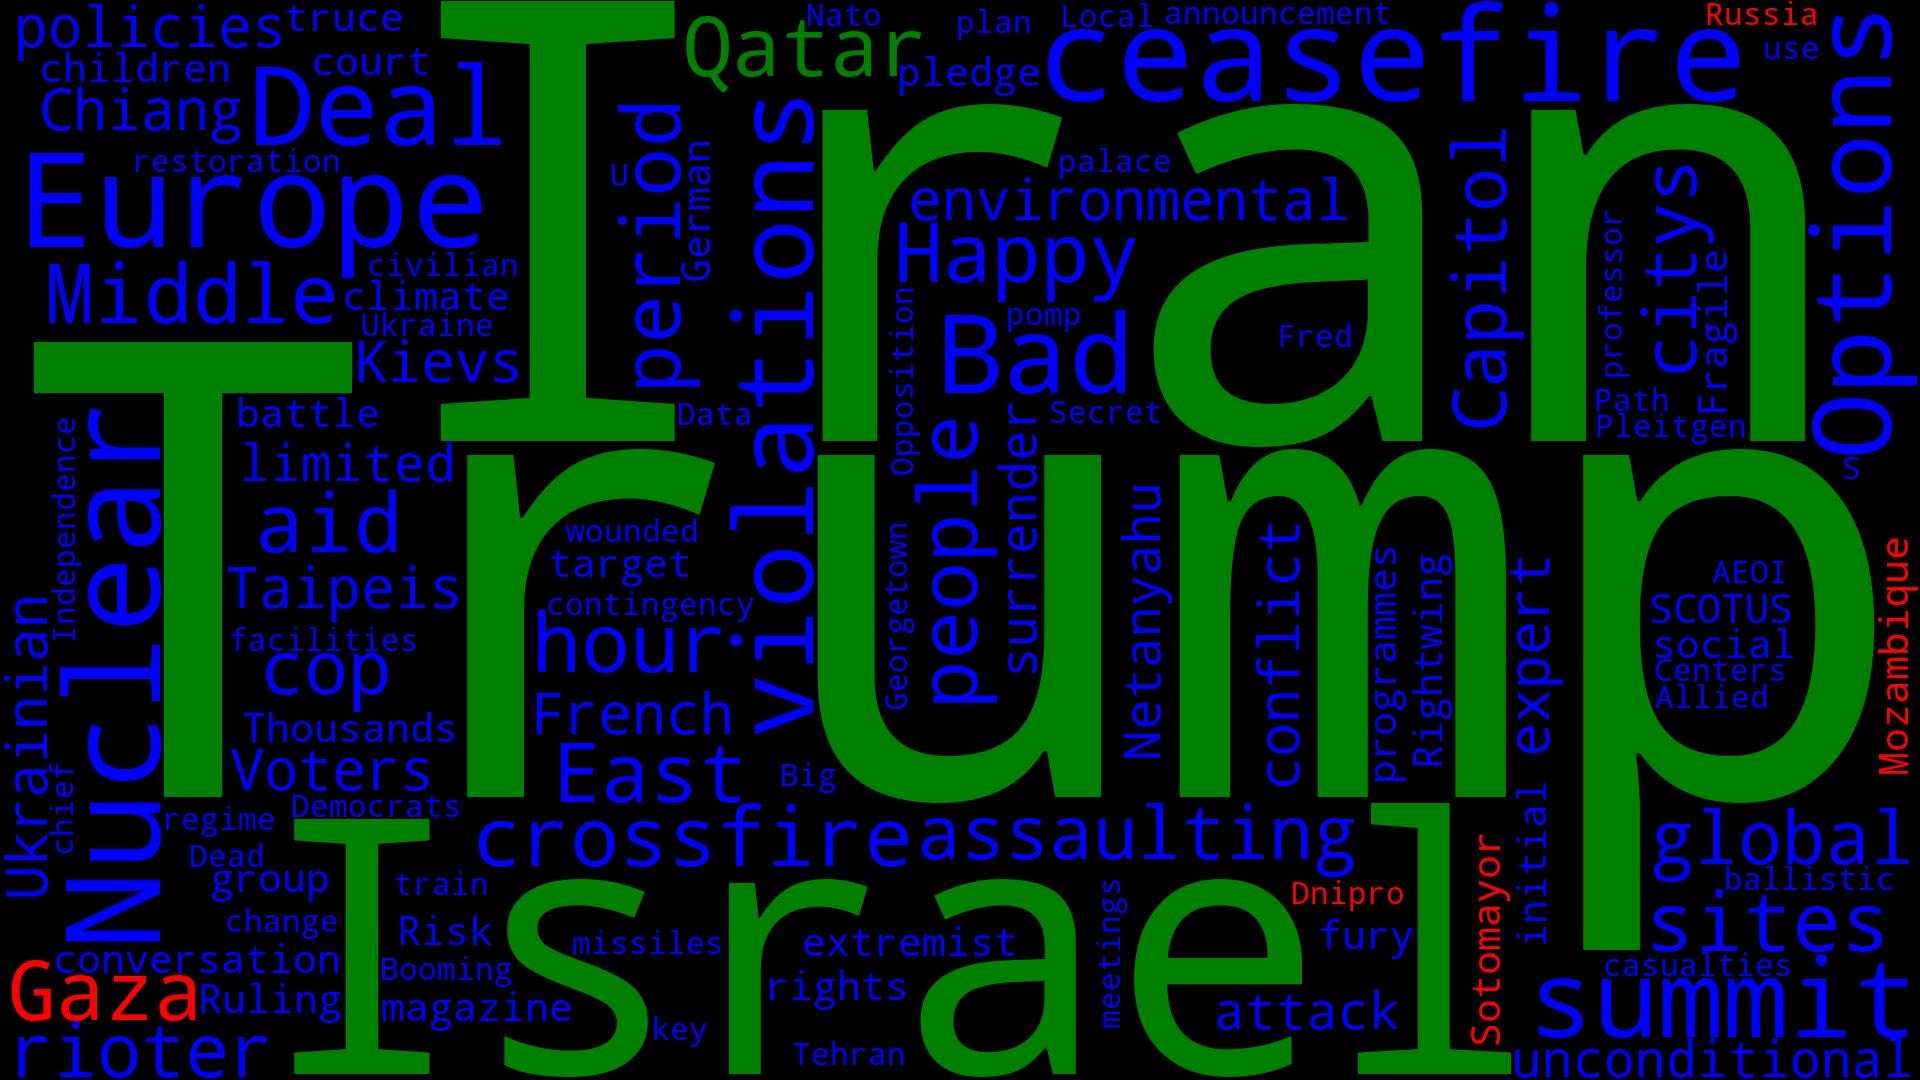 policies
truce
Nato
plan
Local
announcement
Russia
Qatar
ceasefire
use
children
court
pledge
Options
Chiang
Deal
Iran
period
violations
German
palace
Capitol
restoration
Europe
U
environmental
citys
professor
Happy
Fragile
civilian
Middle
climate
Opposition
pomp
Ukraine
Bad
Fred
Kievs
Trump
battle
Data
Secret
Path
Pleitgen
Nuclear
Independence
limited
people
surrender
S
aid
wounded
Netanyahu
conflict
target
Georgetown
programmes
Rightwing
expert
AEOI
Mozambique
Taipeis
contingency
SCOTUS
Ukrainian
facilities
hour
social
cop
Centers
Allied
Thousands
French
Voters
East
Big
chief
Democrats
regime
crossfire
assaulting
initial
global
Dead
group
train
Israel
ballistic
Dnipro
Sotomayor
change
Risk
missiles
extremist
meetings
fury
sites
conversation
Booming
casualties
Gaza
Ruling
magazine
rights
attack
summit
key
rioter
Tehran
unconditional